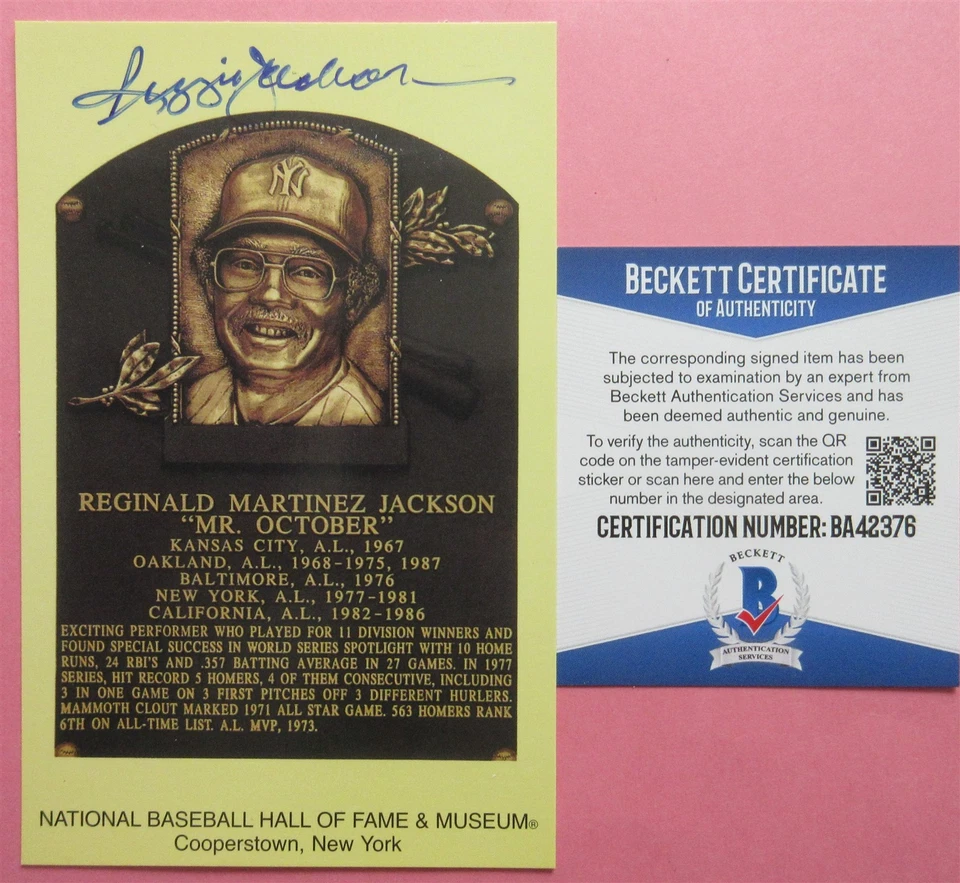 Reggie Jackson
NY
REGINALD MARTINEZ JACKSON
“MR. OCTOBER”
KANSAS CITY, A.L., 1967
OAKLAND, A.L., 1968-1975, 1987
BALTIMORE, A.L., 1976
NEW YORK, A.L., 1977-1981
CALIFORNIA, A.L., 1982-1986
EXCITING PERFORMER WHO PLAYED FOR 11 DIVISION WINNERS AND
FOUND SPECIAL SUCCESS IN WORLD SERIES SPOTLIGHT WITH 10 HOME
RUNS, 24 RBI'S AND .357 BATTING AVERAGE IN 27 GAMES. IN 1977
SERIES, HIT RECORD 5 HOMERS, 4 OF THEM CONSECUTIVE, INCLUDING
3 IN ONE GAME ON 3 FIRST PITCHES OFF 3 DIFFERENT HURLERS.
MAMMOTH CLOUT MARKED 1971 ALL STAR GAME. 563 HOMERS RANK
6TH ON ALL-TIME LIST. A.L. MVP, 1973.
NATIONAL BASEBALL HALL OF FAME & MUSEUM®
Cooperstown, New York
BECKETT CERTIFICATE
OF AUTHENTICITY
The corresponding signed item has been
subjected to examination by an expert from
Beckett Authentication Services and has
been deemed authentic and genuine.
To verify the authenticity, scan the QR
code on the tamper-evident certification
sticker or scan here and enter the below
number in the designated area.
CERTIFICATION NUMBER: BA42376
BECKETT
B
AUTHENTICATION
SERVICES